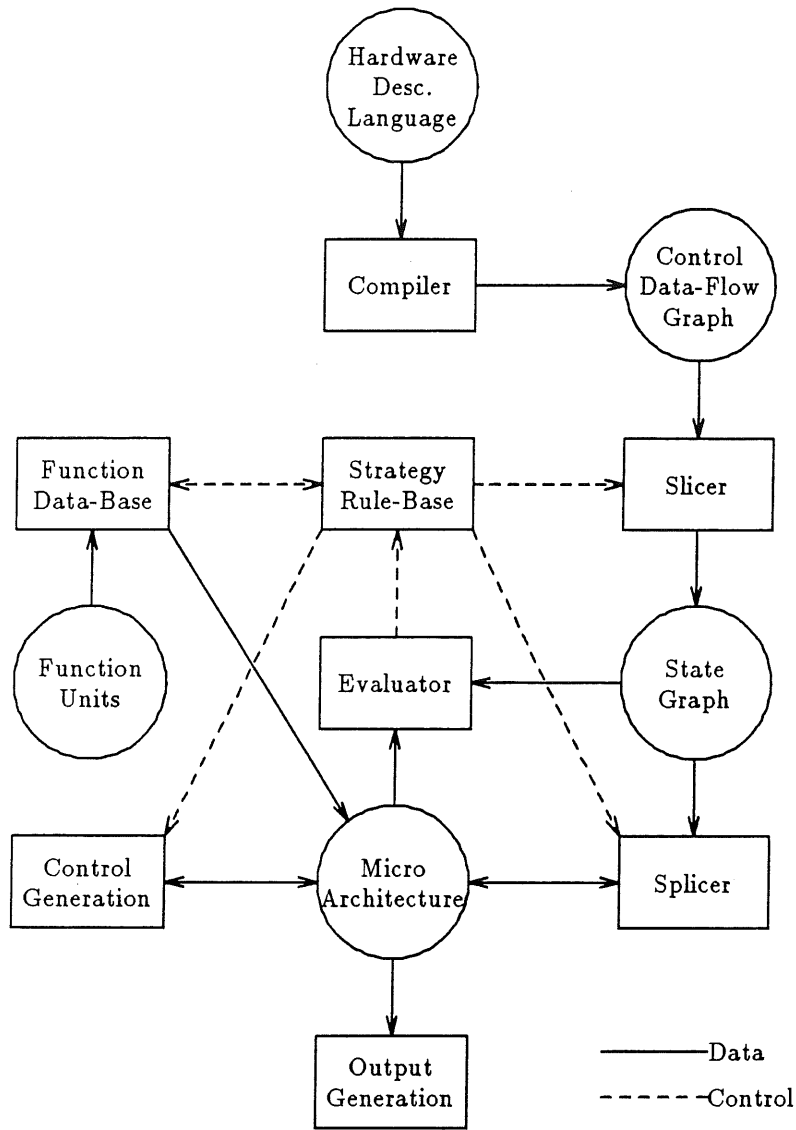 Hardware
Desc.
Language
Compiler
Control
Data-Flow
Graph
Function
Data-Base
Strategy
Rule-Base
Slicer
Function
Units
Evaluator
State
Graph
Control
Generation
Micro
Architecture
Splicer
Output
Generation
Data
Control